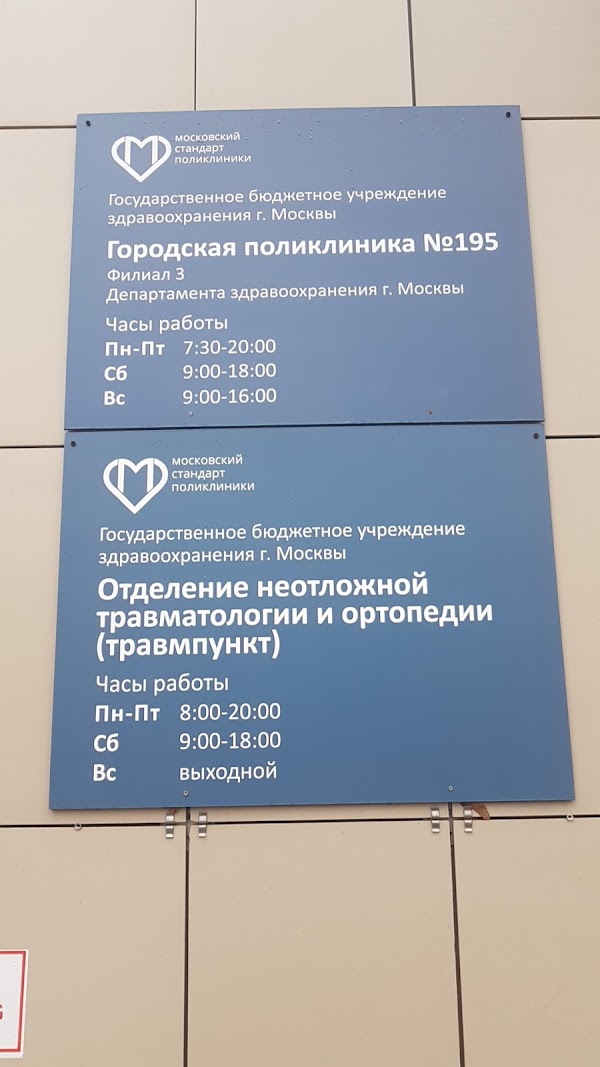 московский
стандарт
поликлиники
Государственное бюджетное учреждение
здравоохранения г. Москвы
Городская поликлиника №195
Филиал 3
Департамента здравоохранения г. Москвы
Часы работы
Пн-Пт 7:30-20:00
Сб 9:00-18:00
Вс 9:00-16:00
московский
стандарт
поликлиники
Государственное бюджетное учреждение
здравоохранения г. Москвы
Отделение неотложной
травматологии и ортопедии
(травмпункт)
Часы работы
Пн-Пт 8:00-20:00
Сб 9:00-18:00
Вс выходной